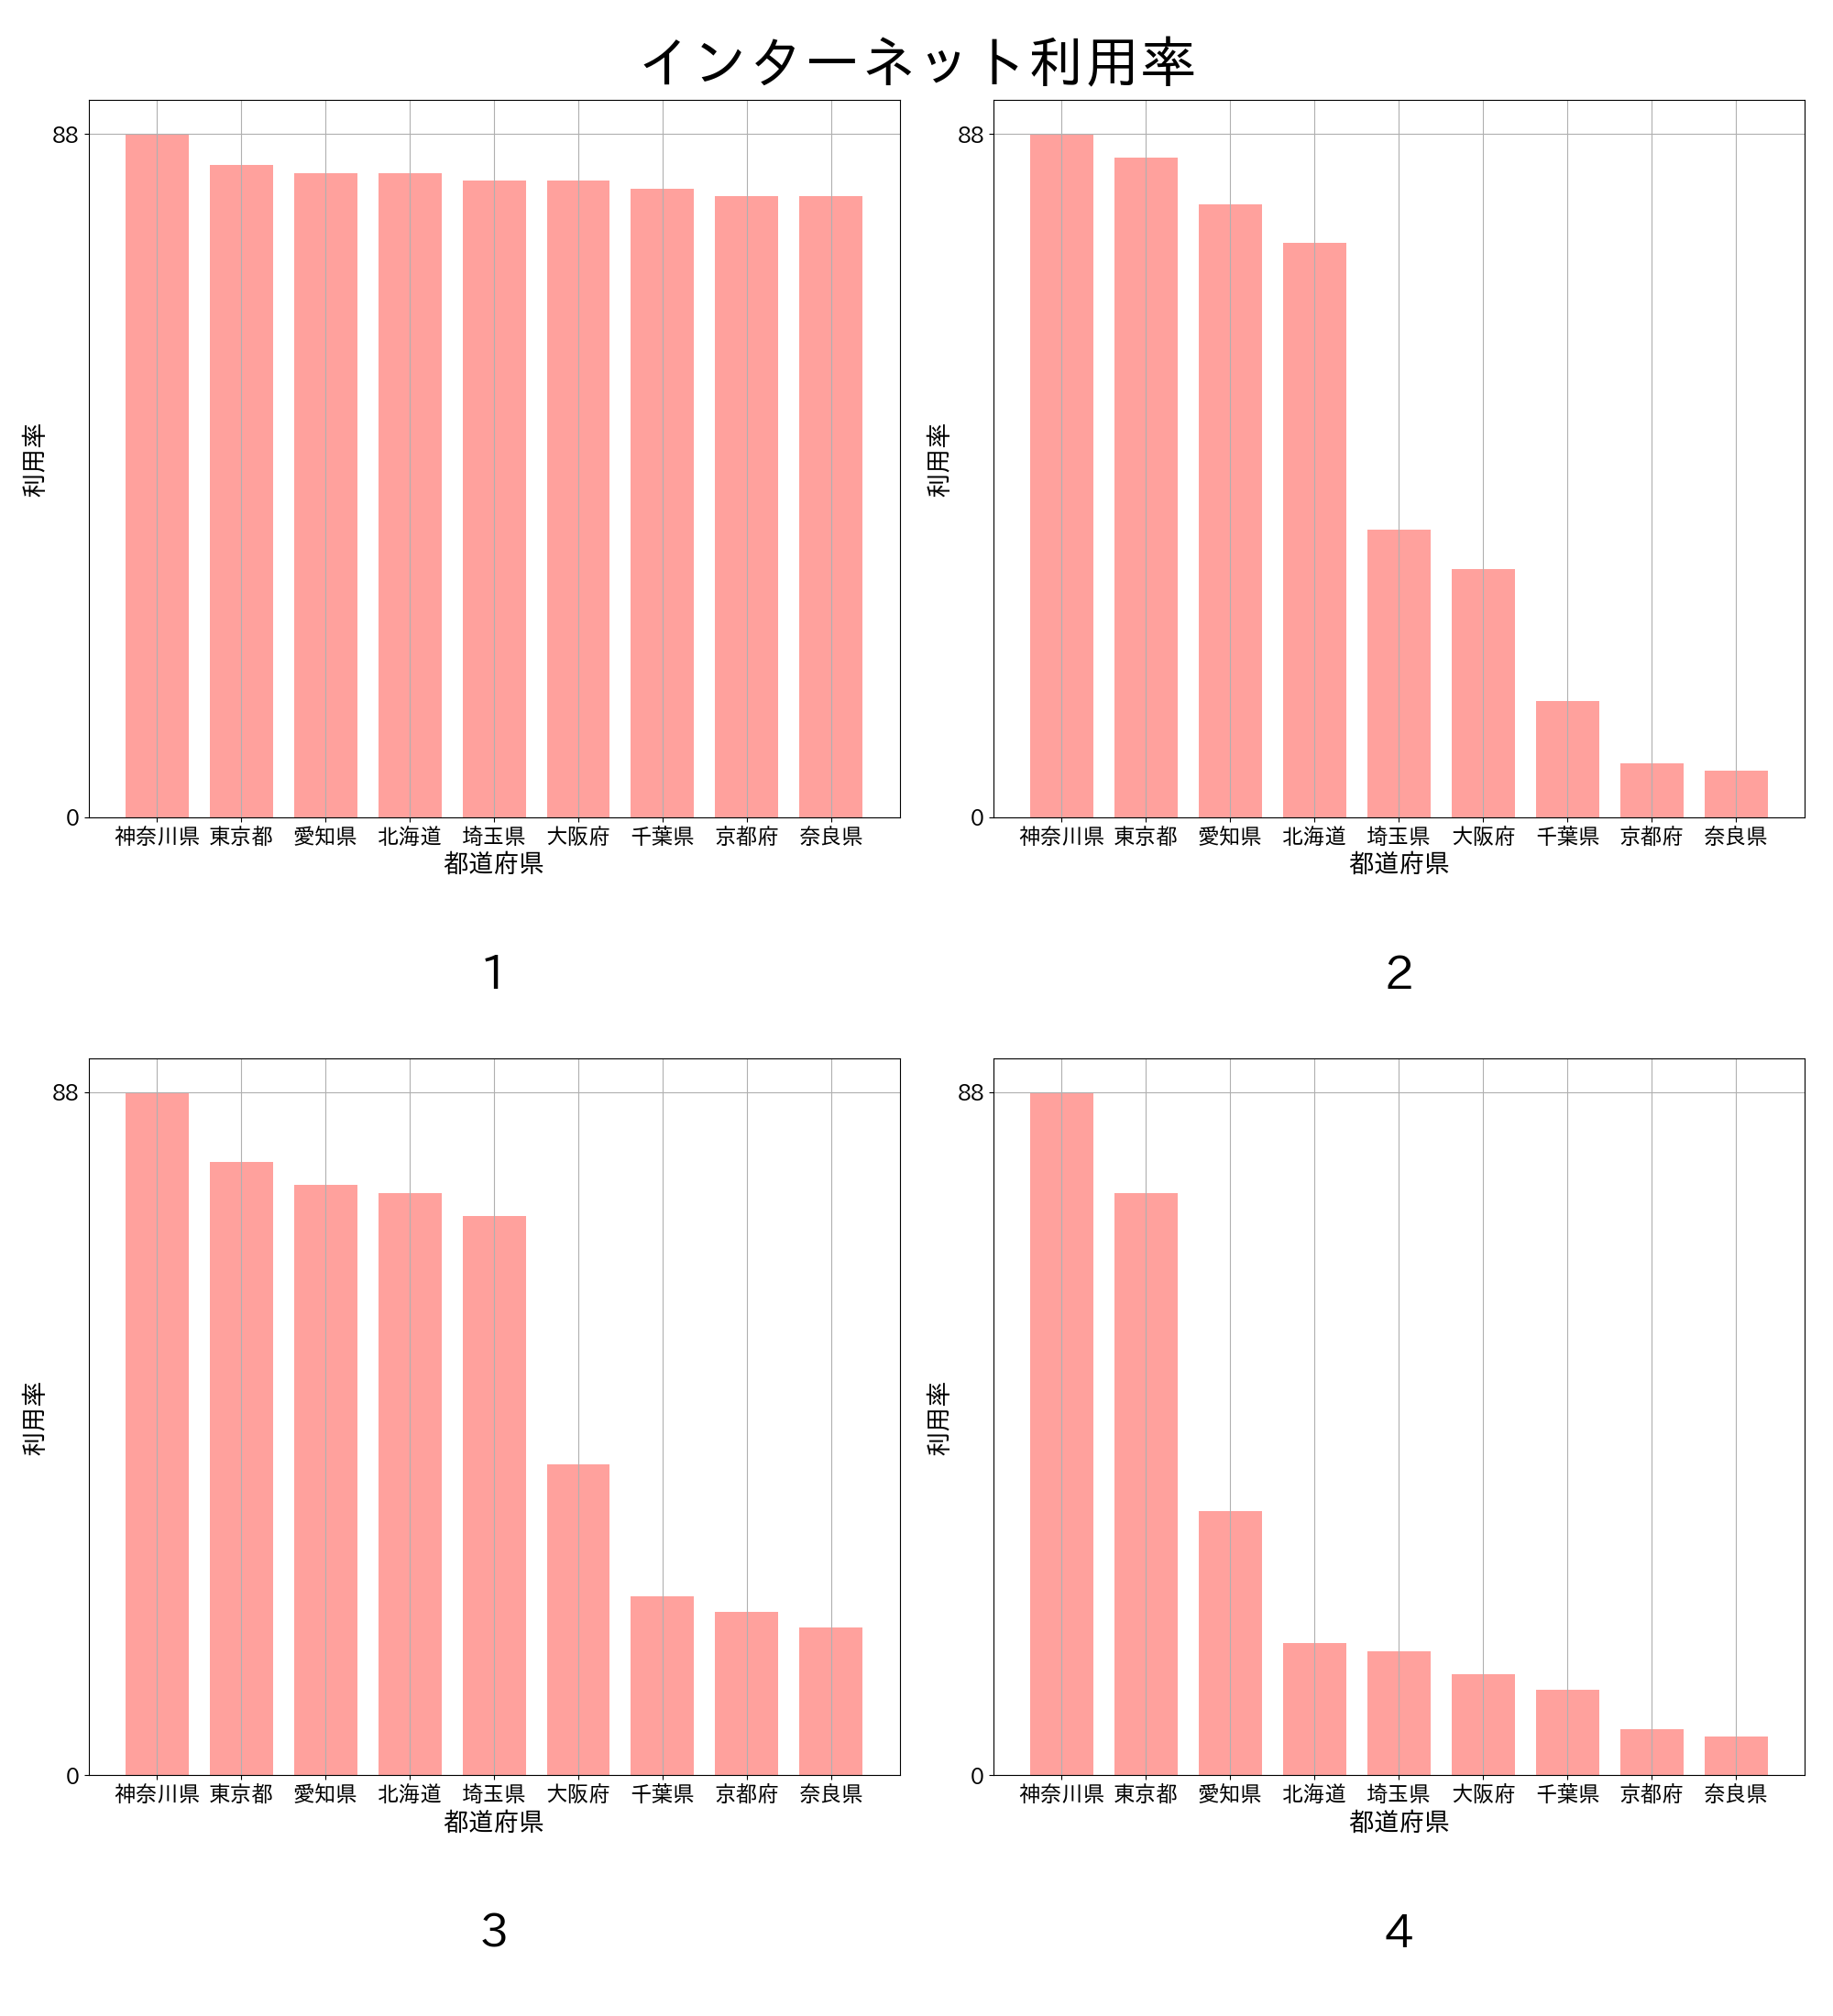 インターネット利用率
88
0
利用率
神奈川県 東京都 愛知県 北海道 埼玉県 大阪府 千葉県 京都府 奈良県
都道府県
1
88
0
利用率
神奈川県 東京都 愛知県 北海道 埼玉県 大阪府 千葉県 京都府 奈良県
都道府県
2
88
0
利用率
神奈川県 東京都 愛知県 北海道 埼玉県 大阪府 千葉県 京都府 奈良県
都道府県
3
88
0
利用率
神奈川県 東京都 愛知県 北海道 埼玉県 大阪府 千葉県 京都府 奈良県
都道府県
4